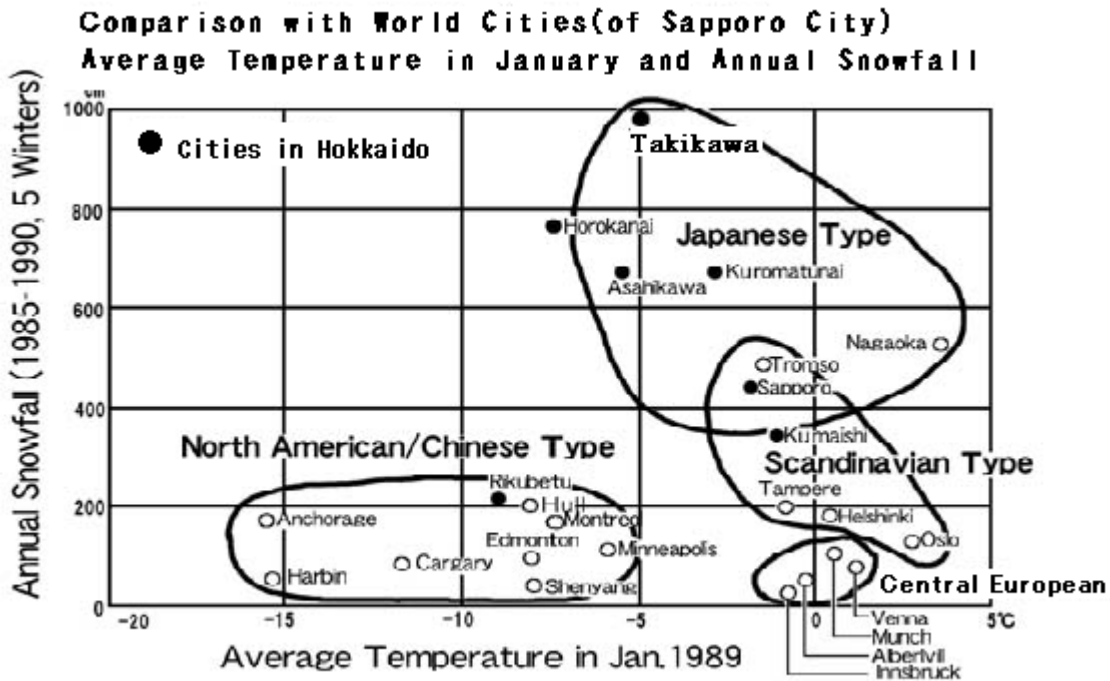 Comparison with World Cities(of Sapporo City)
Average Temperature in January and Annual Snowfall
cm
1000
800
600
400
200
0
Annual Snowfall (1985-1990, 5 Winters)
Cities in Hokkaido
Takikawa
Horokanai
Japanese Type
Asahikawa
Kuromatunai
Nagaoka
Tromso
Sapporo
Kumaishi
North American/Chinese Type
Scandinavian Type
Rikubetu
Tampere
Anchorage
Hull
Montreo
Helshinki
Edmonton
Minneapolis
Oslo
Harbin
Cargary
Shenyang
Central European
-20 -15 -10 -5 0 5℃
Venna
Munch
Albertvil
Innsbruck
Average Temperature in Jan.1989